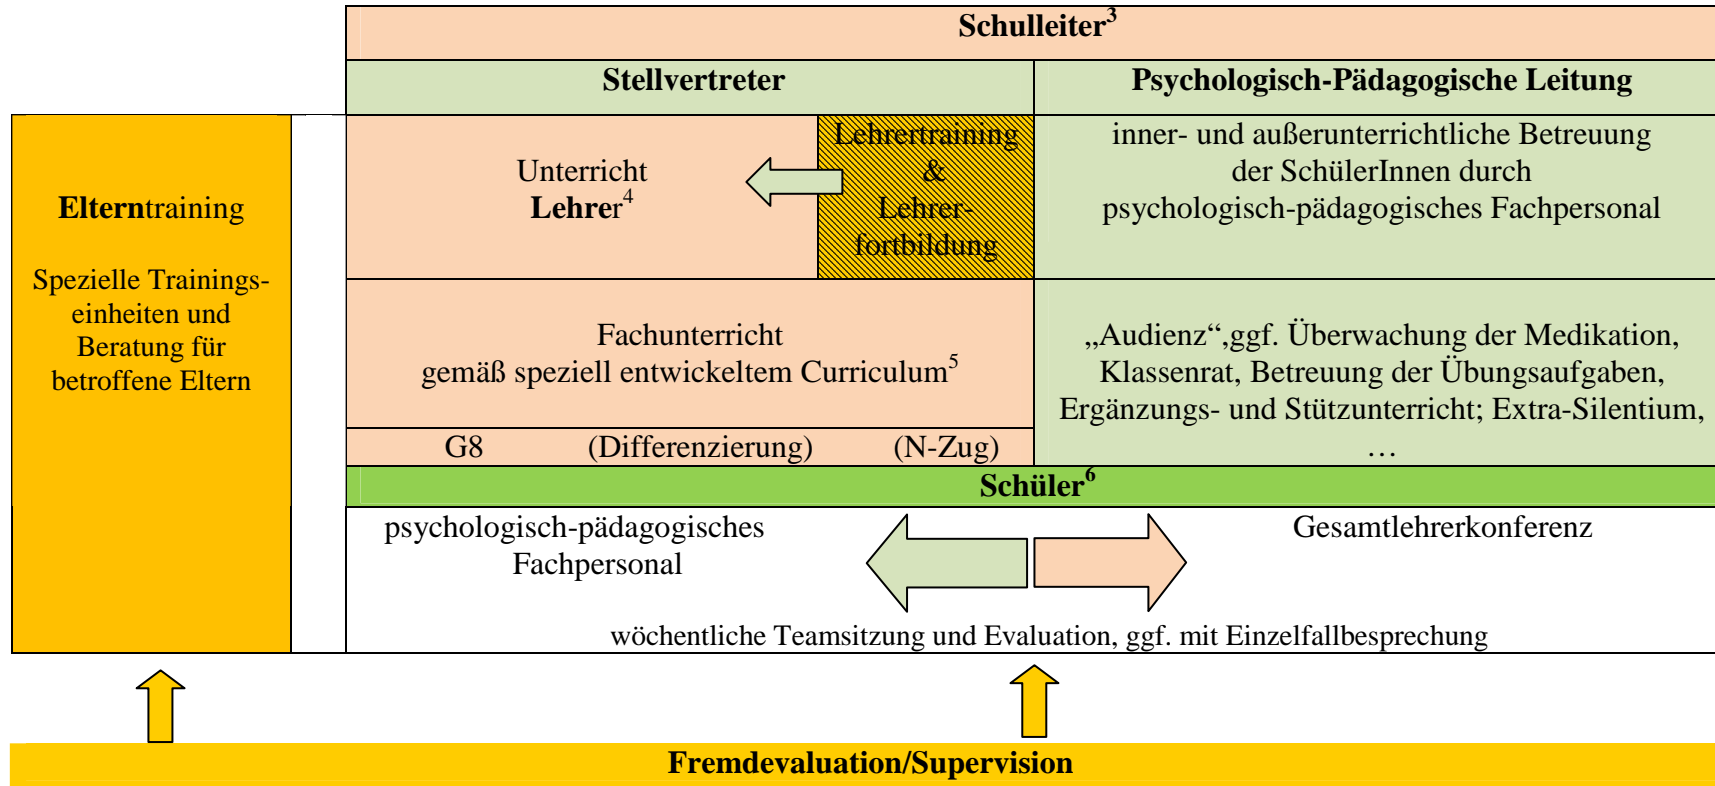 Schulleiter³
Stellvertreter
Psychologisch-Pädagogische Leitung
Elterntraining
Spezielle Trainings-
einheiten und
Beratung für
betroffene Eltern
Unterricht
Lehrer⁴
Lehrertraining
&
Lehrer-
fortbildung
inner- und außerunterrichtliche Betreuung
der SchülerInnen durch
psychologisch-pädagogisches Fachpersonal
Fachunterricht
gemäß speziell entwickeltem Curriculum⁵
„Audienz“,ggf. Überwachung der Medikation,
Klassenrat, Betreuung der Übungsaufgaben,
Ergänzungs- und Stützunterricht; Extra-Silentium,
…
G8 (Differenzierung) (N-Zug)
Schüler⁶
psychologisch-pädagogisches
Fachpersonal
Gesamtlehrerkonferenz
wöchentliche Teamsitzung und Evaluation, ggf. mit Einzelfallbesprechung
Fremdevaluation/Supervision